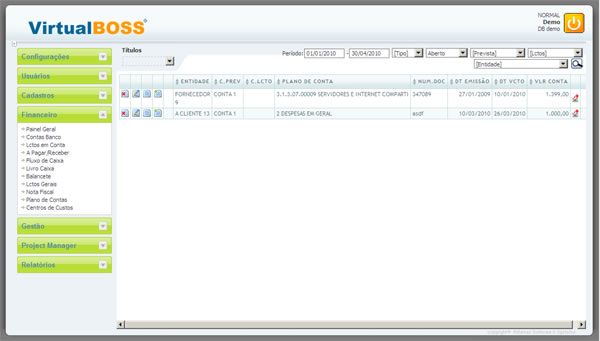 VirtualBOSS®
NORMAL
Demo
DB demo
Configurações
Usuários
Cadastros
Financeiro
Painel Geral
Contas Banco
Lctos em Conta
A Pagar/Receber
Fluxo de Caixa
Livro Caixa
Balancete
Lctos Gerais
Nota Fiscal
Plano de Contas
Centros de Custos
Gestão
Project Manager
Relatórios
Títulos
Período: 01/01/2010 - 30/04/2010 [Tipo] Aberto [Prevista] [Lctos]
[Entidade]
ENTIDADE C.PREV C.LCTO PLANO DE CONTA NUM.DOC DT EMISSÃO DT VCTO VLR CONTA
FORNECEDOR 9 CONTA 1 3.1.3.07.00009 SERVIDORES E INTERNET COMPARTI 347089 27/01/2009 10/01/2010 1.399,00
A CLIENTE 13 CONTA 1 2 DESPESAS EM GERAL asdf 10/03/2010 26/03/2010 1.000,00